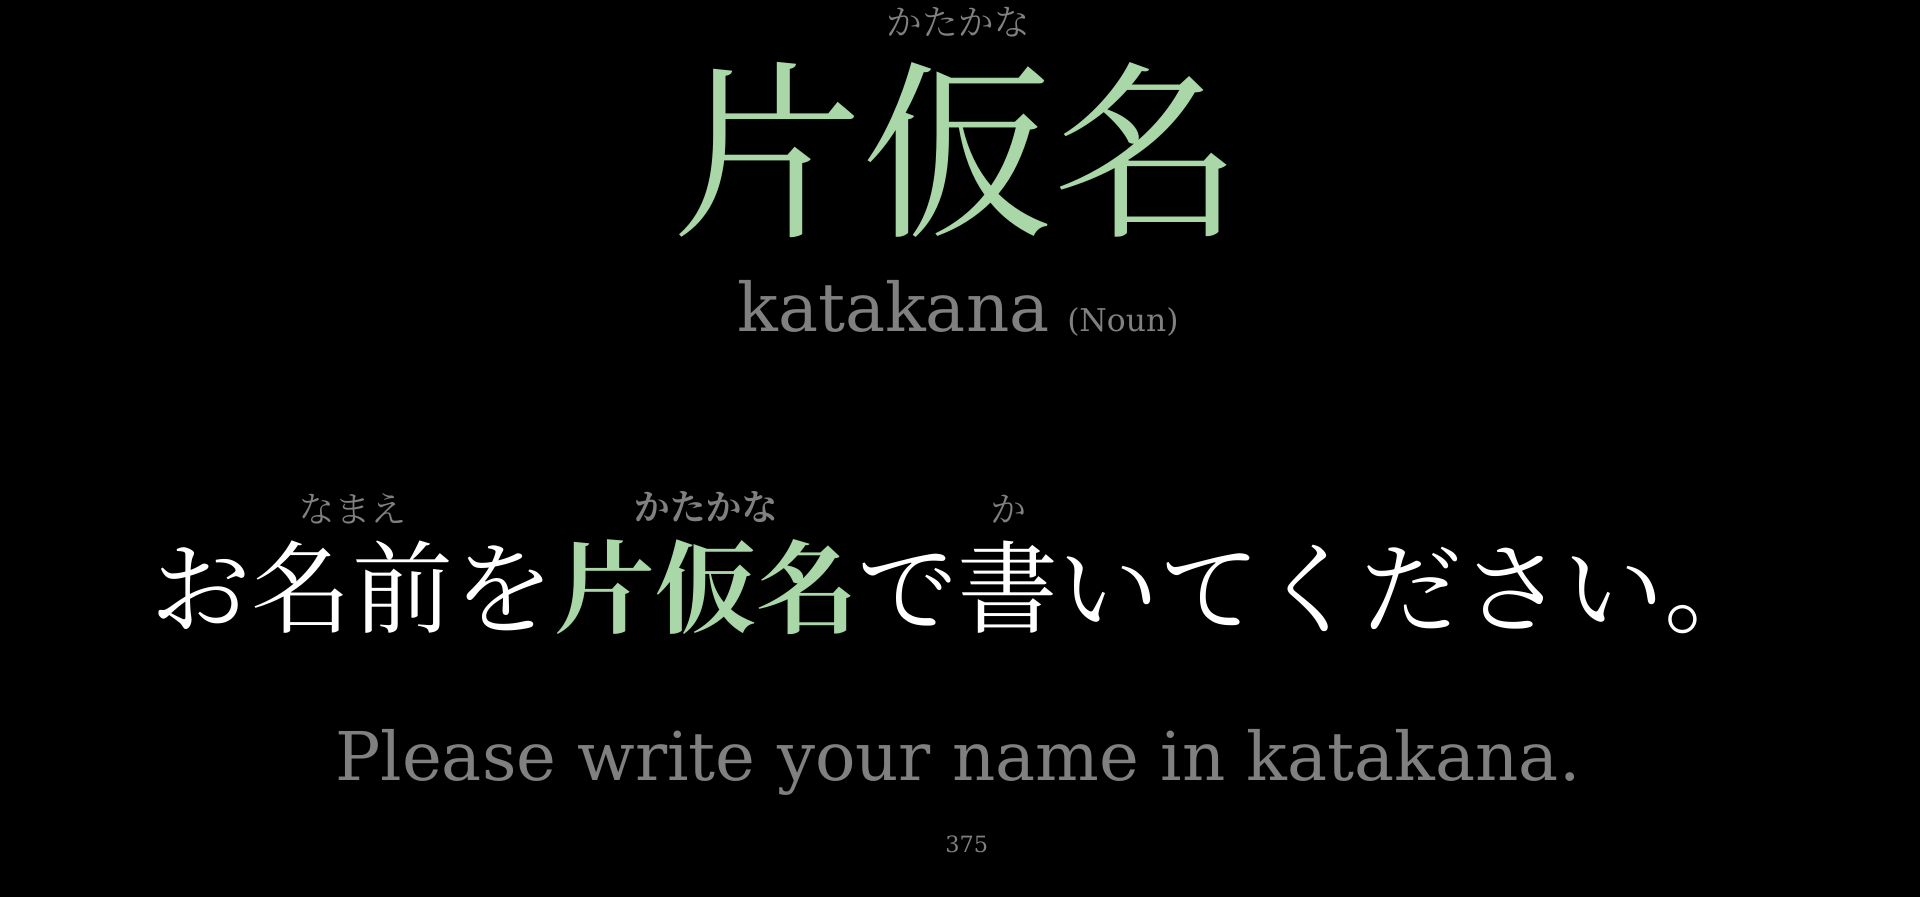 かたかな
片仮名
katakana (Noun)
なまえ かたかな か
お名前を片仮名で書いてください。
Please write your name in katakana.
375